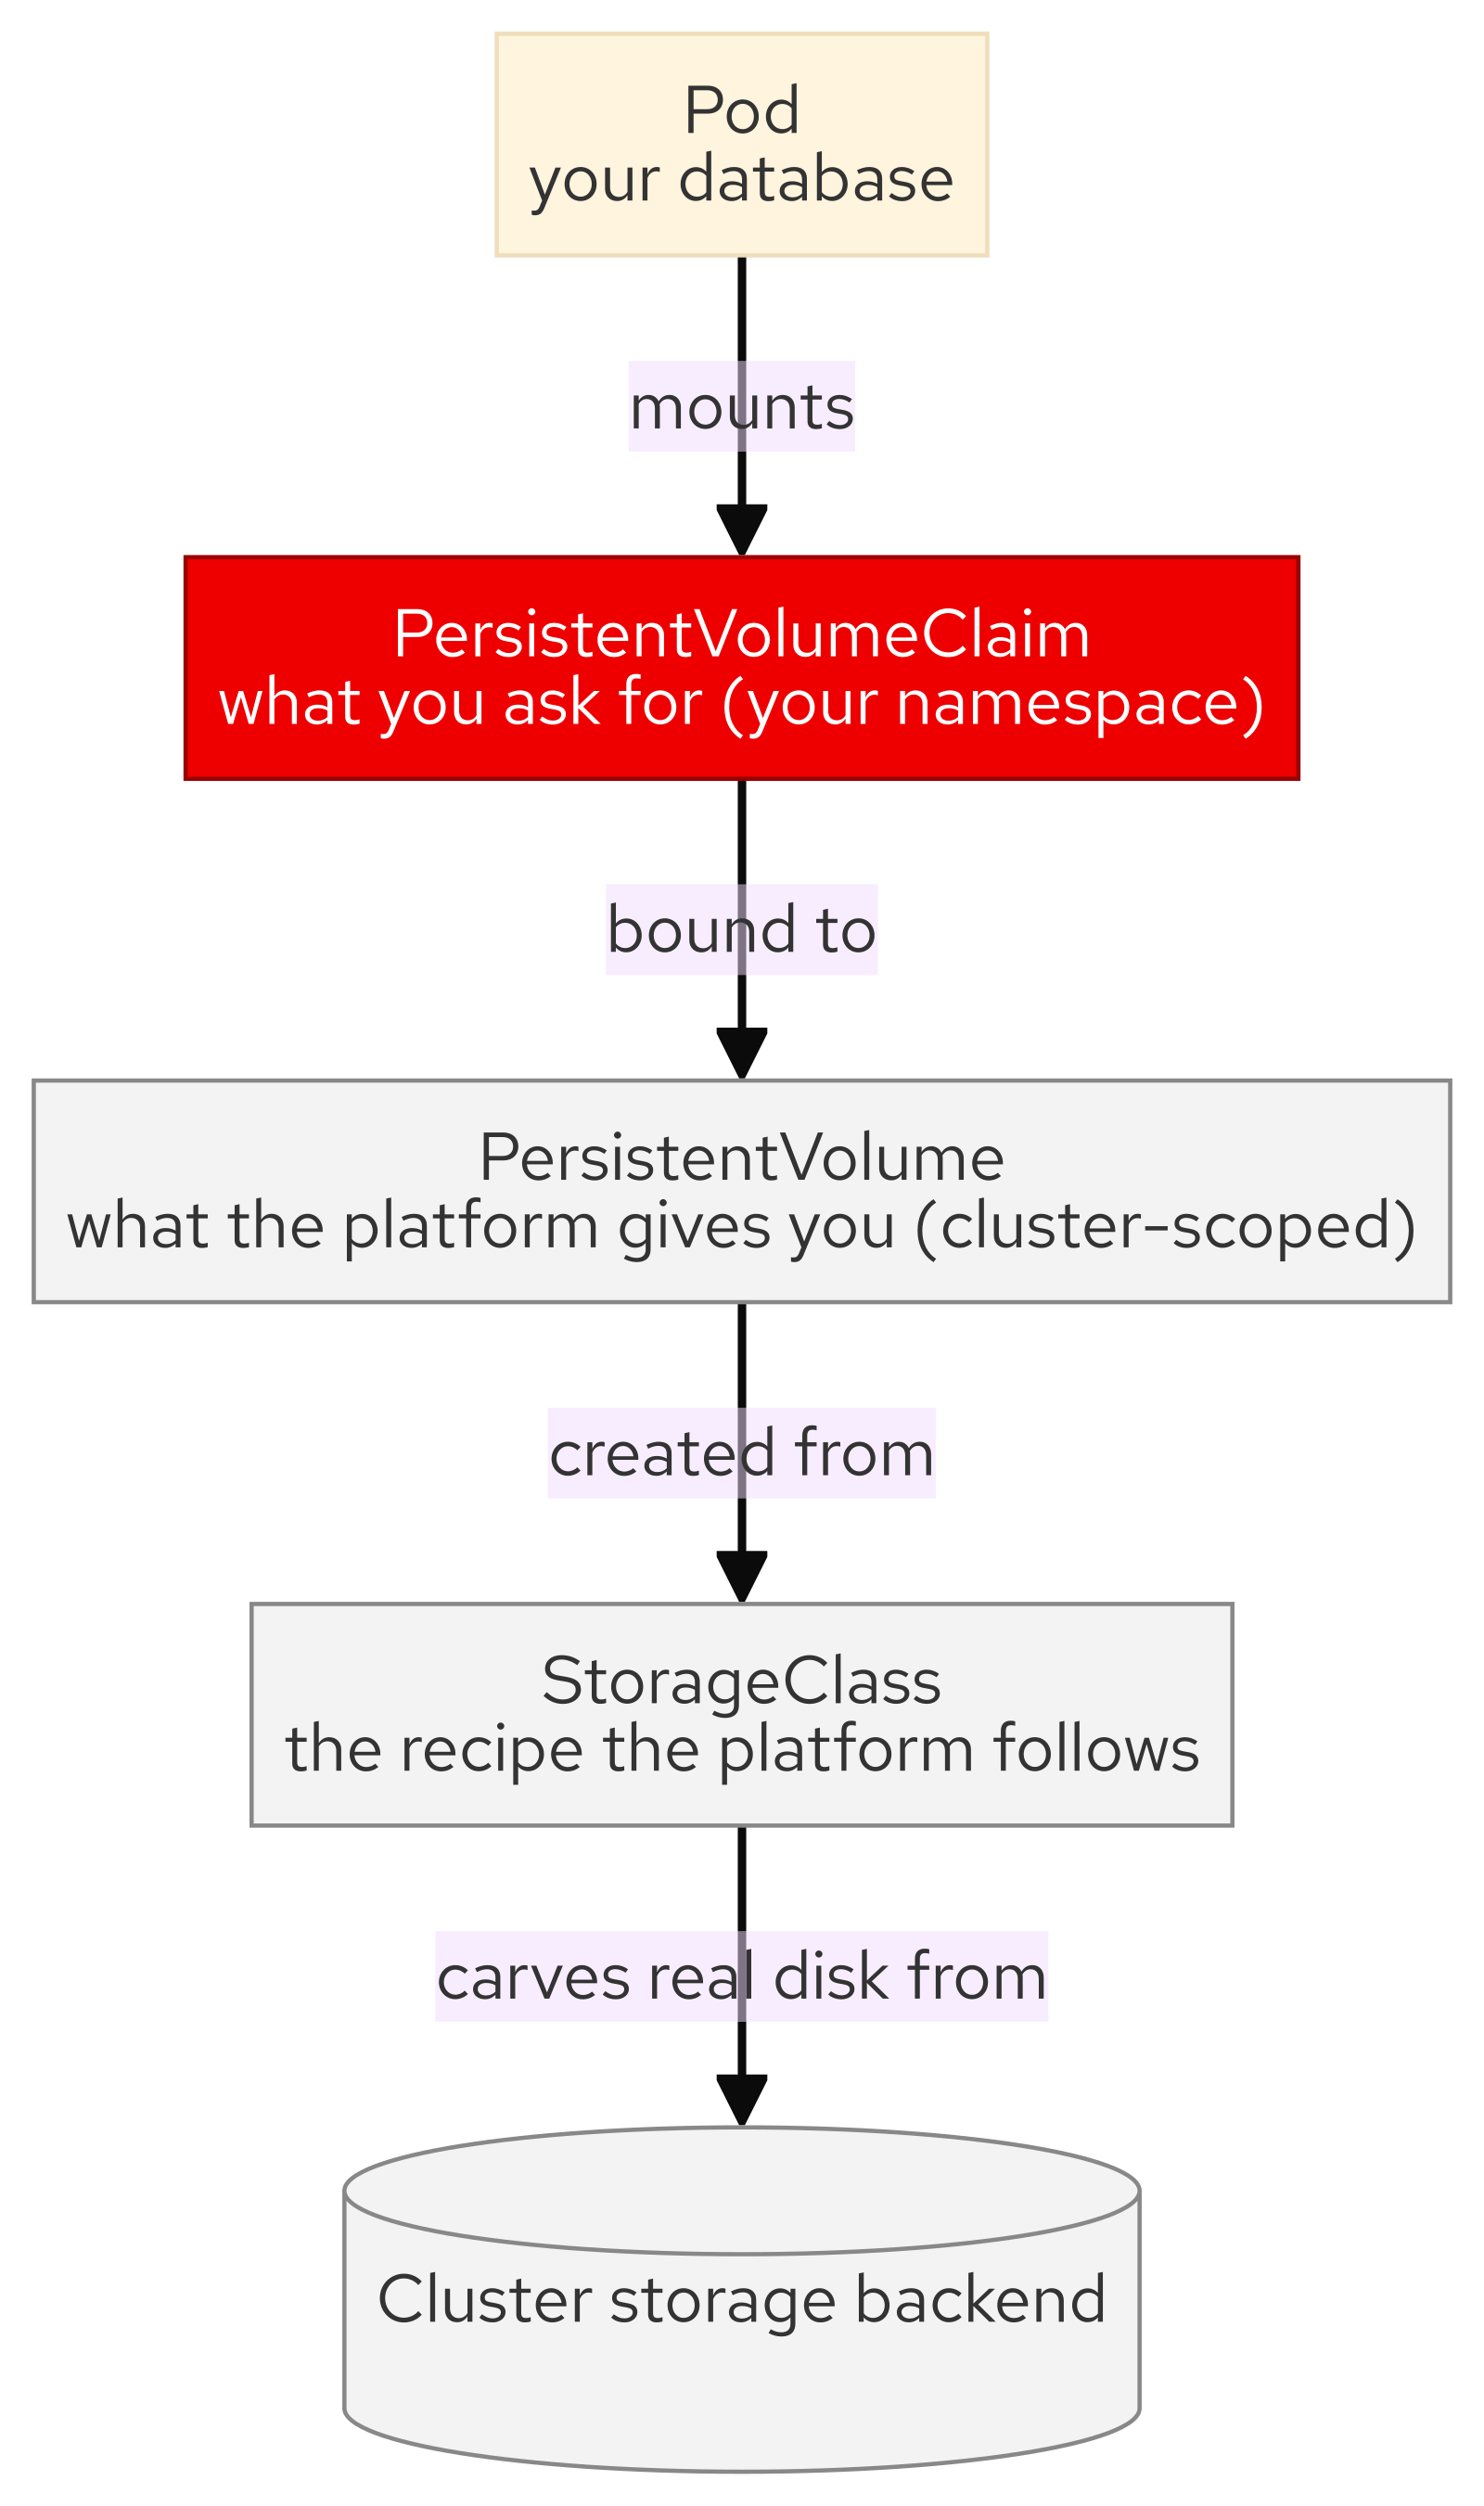 Pod
your database
mounts
PersistentVolumeClaim
what you ask for (your namespace)
bound to
PersistentVolume
what the platform gives you (cluster-scoped)
created from
StorageClass
the recipe the platform follows
carves real disk from
Cluster storage backend